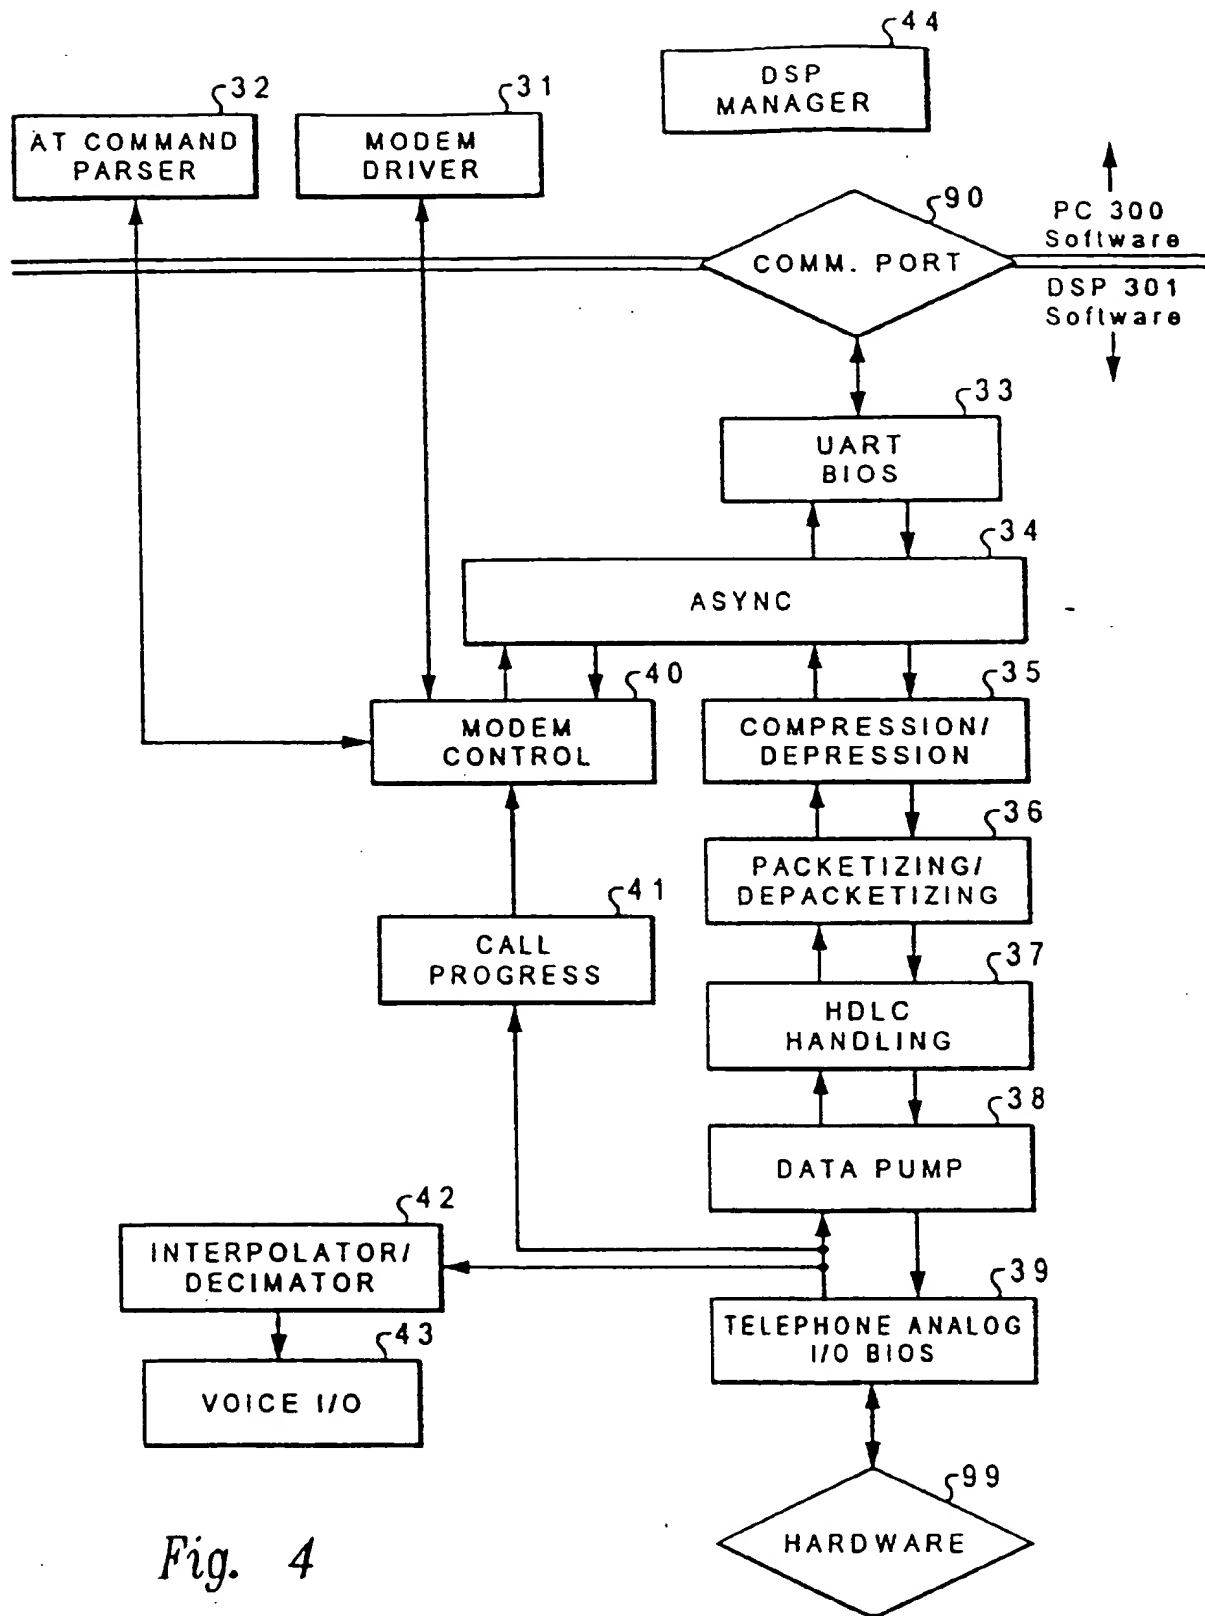 44
DSP
MANAGER
32
AT COMMAND
PARSER
31
MODEM
DRIVER
90
COMM. PORT
PC 300
Software
DSP 301
Software
33
UART
BIOS
34
ASYNC
40
MODEM
CONTROL
35
COMPRESSION/
DEPRESSION
36
PACKETIZING/
DEPACKETIZING
41
CALL
PROGRESS
37
HDLC
HANDLING
38
DATA PUMP
42
INTERPOLATOR/
DECIMATOR
39
TELEPHONE ANALOG
I/O BIOS
43
VOICE I/O
99
HARDWARE
Fig. 4